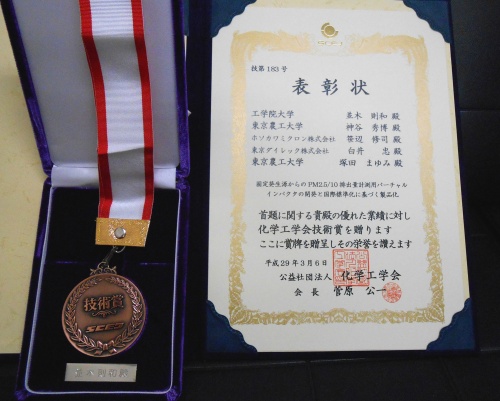 技第183号
表彰状
工学院大学 並木 則和 殿
東京農工大学 神谷 秀博 殿
ホソカワミクロン株式会社 笹辺 修司 殿
東京ダイレック株式会社 白井 忠 殿
東京農工大学 塚田 まゆみ 殿
固定発生源からのPM2.5/10排出量計測用バーチャル
インパクタの開発と国際標準化に基づく製品化
首題に関する貴殿の優れた業績に対し
化学工学会技術賞を贈ります
ここに賞牌を贈呈しその栄誉を讃えます
平成29年3月6日
公益社団法人 化学工学会
会長 菅原 公一
技術賞
SCEJ
並木則和殿